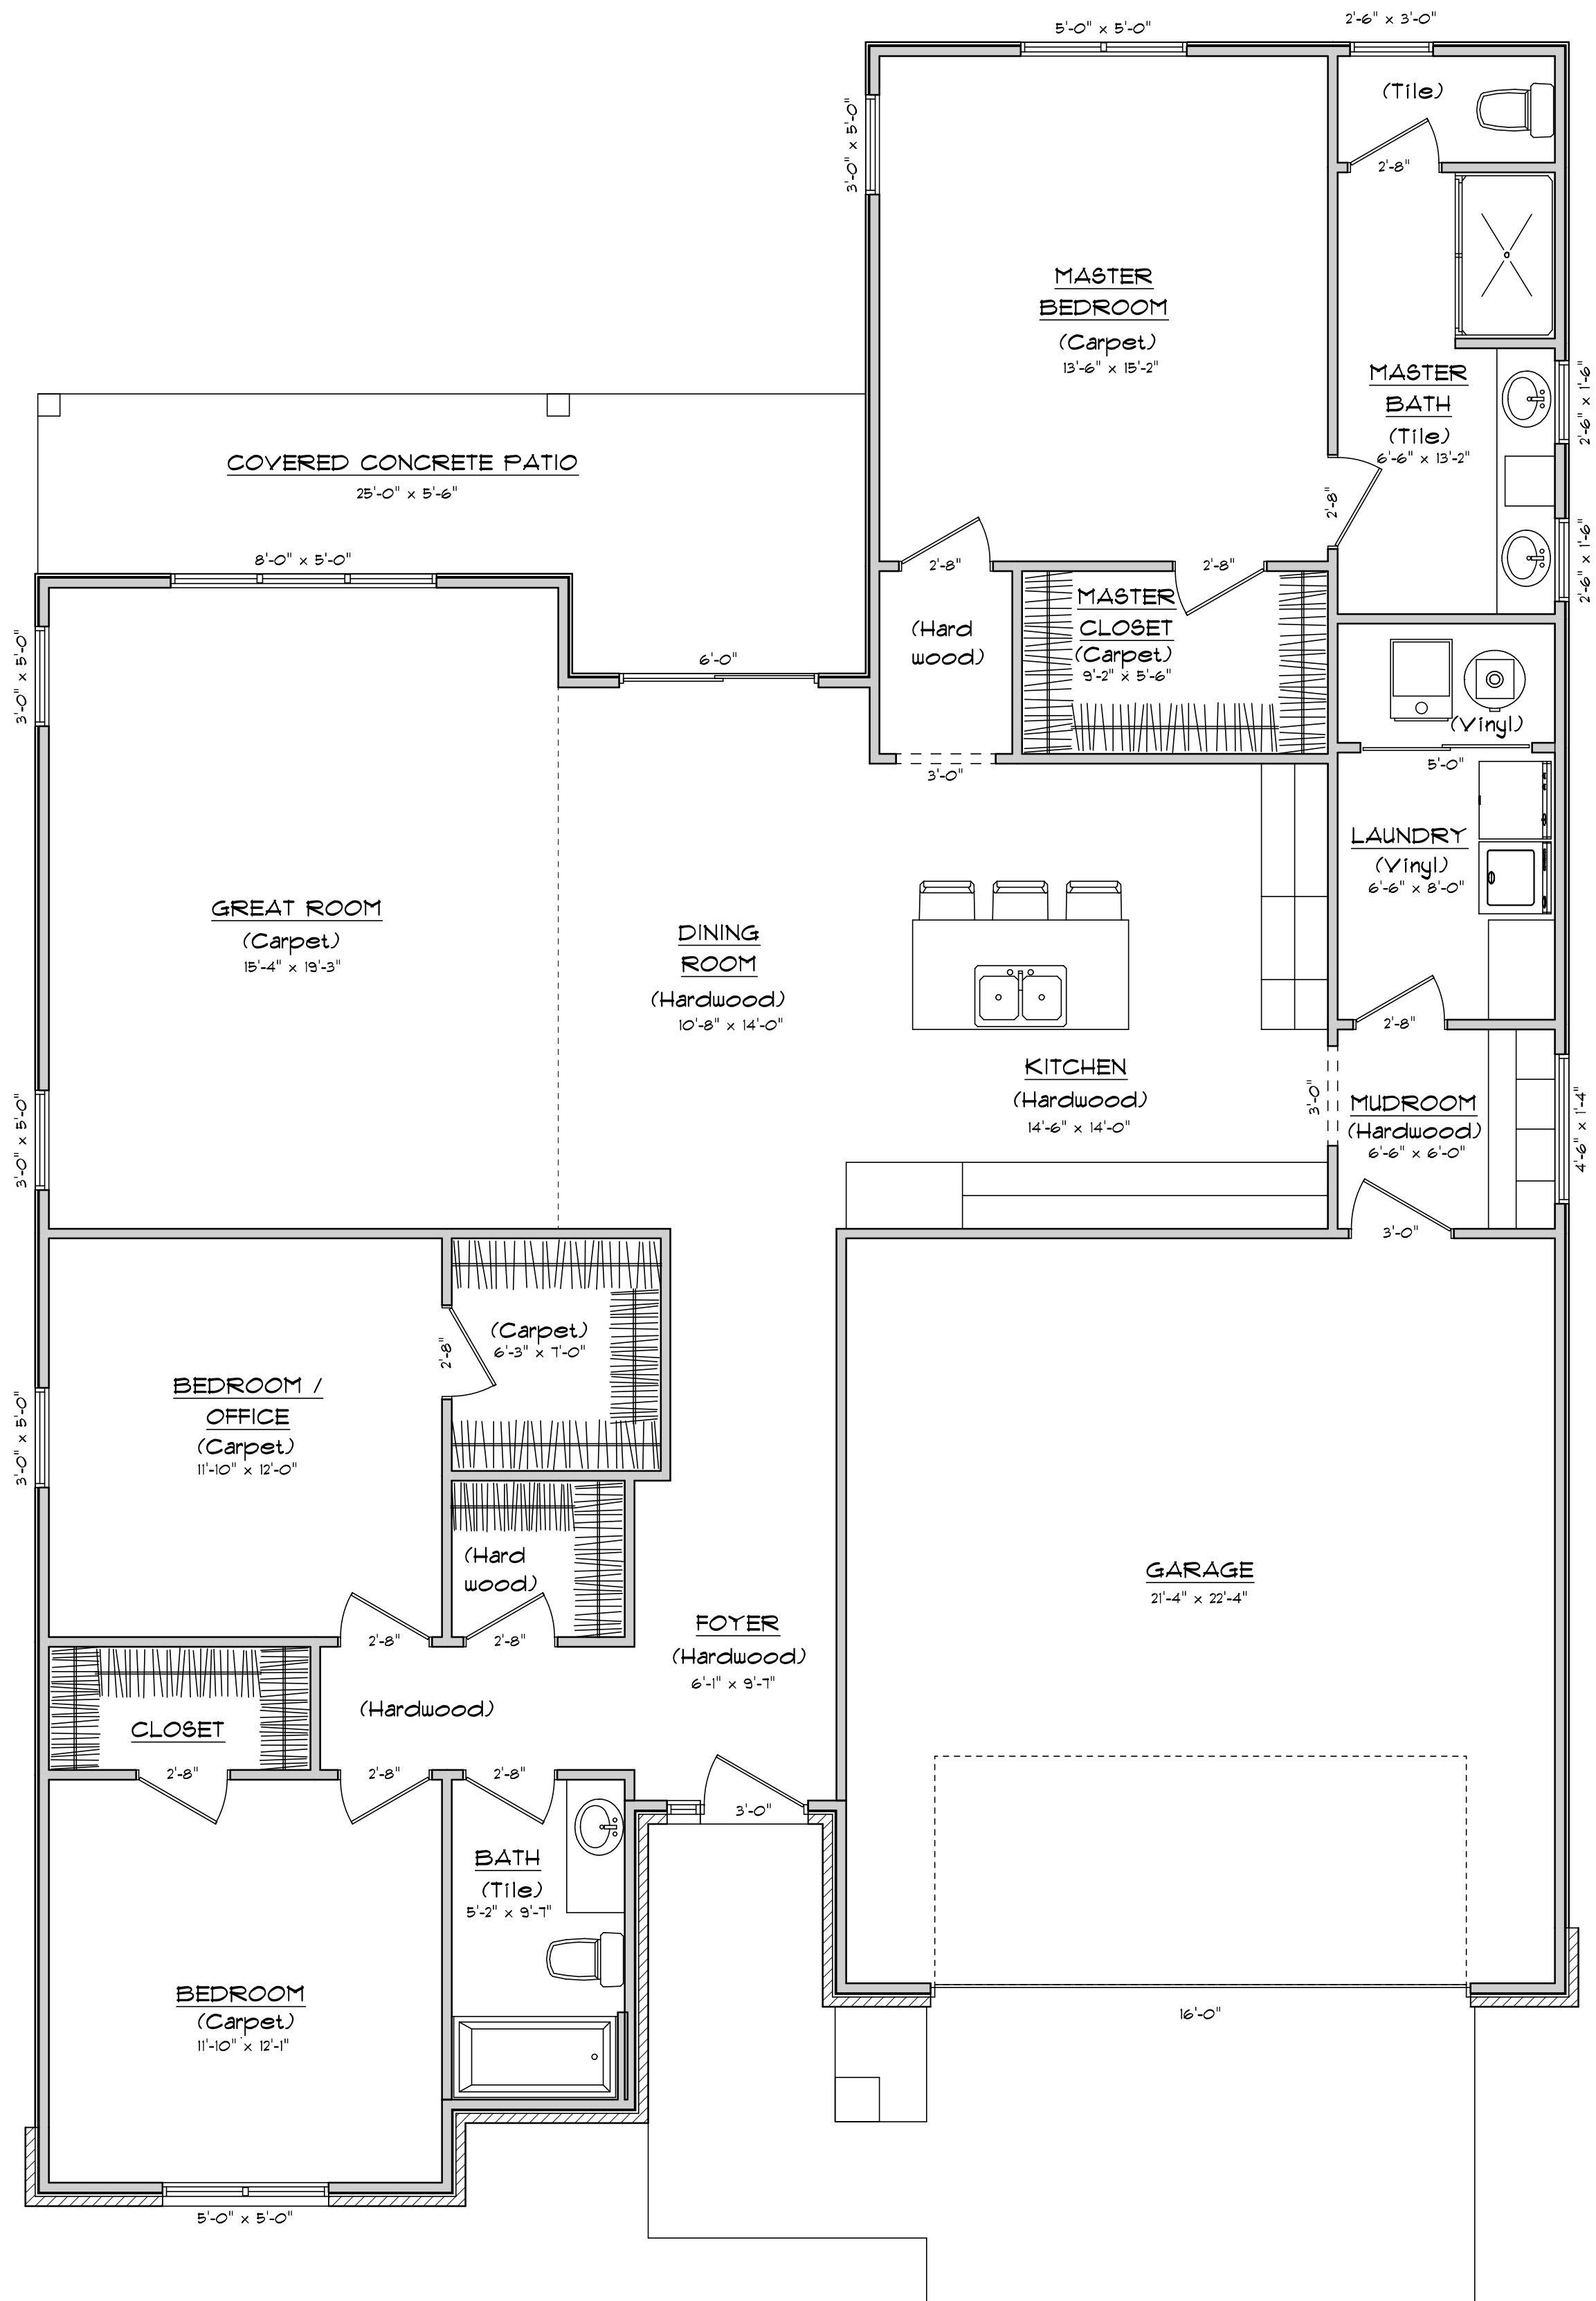 5'-0" x 5'-0"
2'-6" x 3'-0"
(Tile)
3'-0" x 5'-0"
2'-8"
MASTER
BEDROOM
(Carpet)
13'-6" x 15'-2"
MASTER
BATH
(Tile)
6'-6" x 13'-2"
2'-6" x 1'-6"
COVERED CONCRETE PATIO
25'-0" x 5'-6"
2'-8"
2'-6" x 1'-6"
8'-0" x 5'-0"
2'-8"
2'-8"
MASTER
CLOSET
(Carpet)
9'-2" x 5'-6"
(Hard
wood)
3'-0" x 5'-0"
6'-0"
(Vinyl)
5'-0"
3'-0"
LAUNDRY
(Vinyl)
6'-6" x 8'-0"
GREAT ROOM
(Carpet)
15'-4" x 19'-3"
DINING
ROOM
(Hardwood)
10'-8" x 14'-0"
2'-8"
KITCHEN
(Hardwood)
14'-6" x 14'-0"
3'-0"
MUDROOM
(Hardwood)
6'-6" x 6'-0"
4'-6" x 1'-4"
3'-0" x 5'-0"
3'-0"
(Carpet)
6'-3" x 7'-0"
2'-8"
BEDROOM /
OFFICE
(Carpet)
11'-10" x 12'-0"
3'-0" x 5'-0"
(Hard
wood)
GARAGE
21'-4" x 22'-4"
2'-8"
2'-8"
FOYER
(Hardwood)
6'-1" x 9'-7"
(Hardwood)
CLOSET
2'-8"
2'-8"
2'-8"
3'-0"
BATH
(Tile)
5'-2" x 9'-7"
BEDROOM
(Carpet)
11'-10" x 12'-1"
16'-0"
5'-0" x 5'-0"